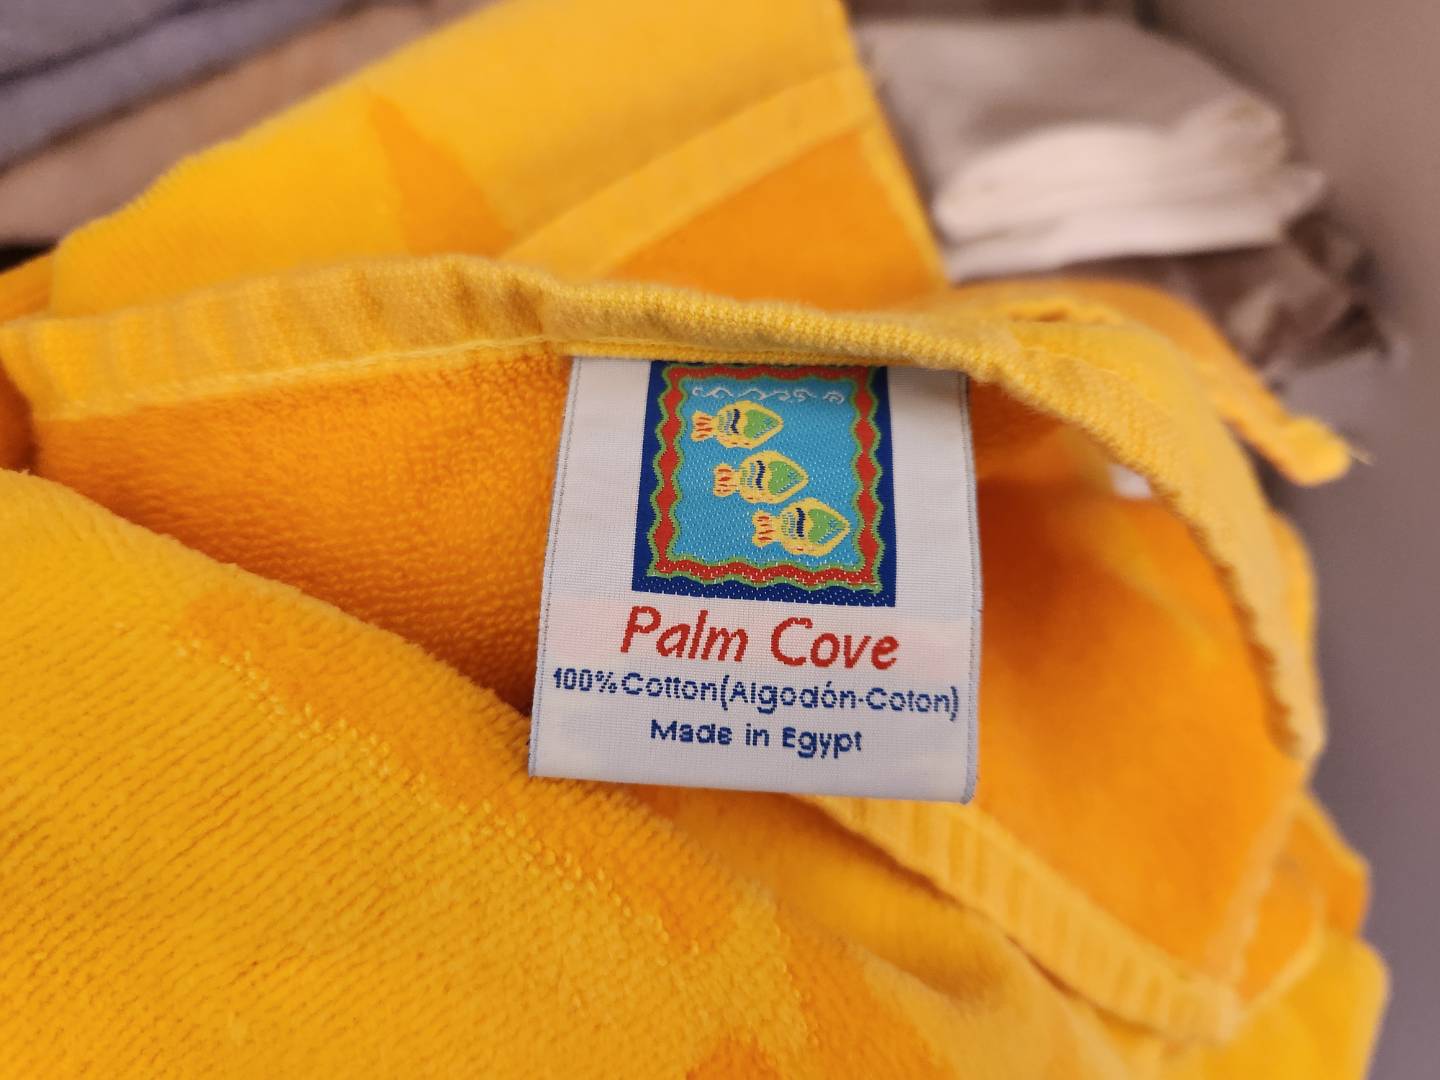 Palm Cove
100%Cotton(Algodón-Coton)
Made in Egypt